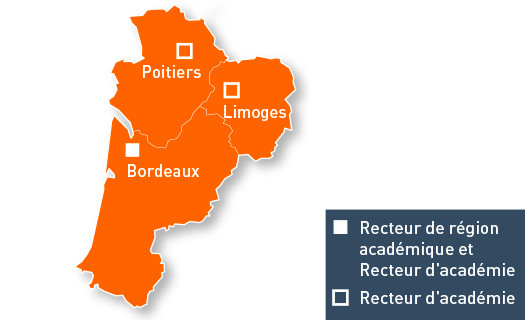 Poitiers
Limoges
Bordeaux
Recteur de région
académique et
Recteur d'académie
Recteur d'académie